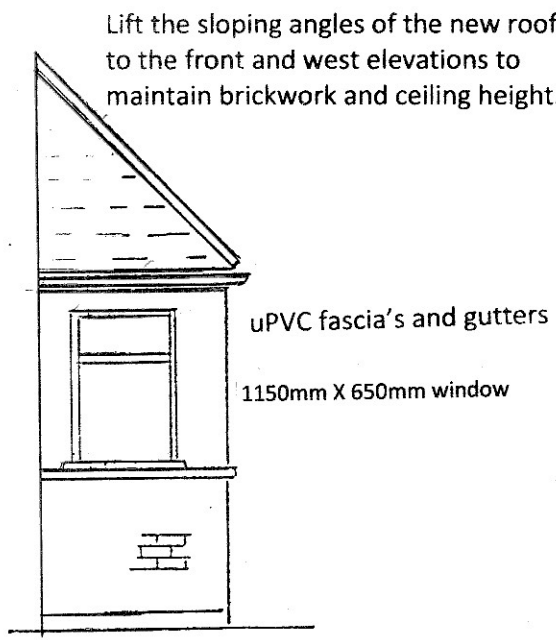 Lift the sloping angles of the new roof
to the front and west elevations to
maintain brickwork and ceiling height
uPVC fascia's and gutters
1150mm X 650mm window